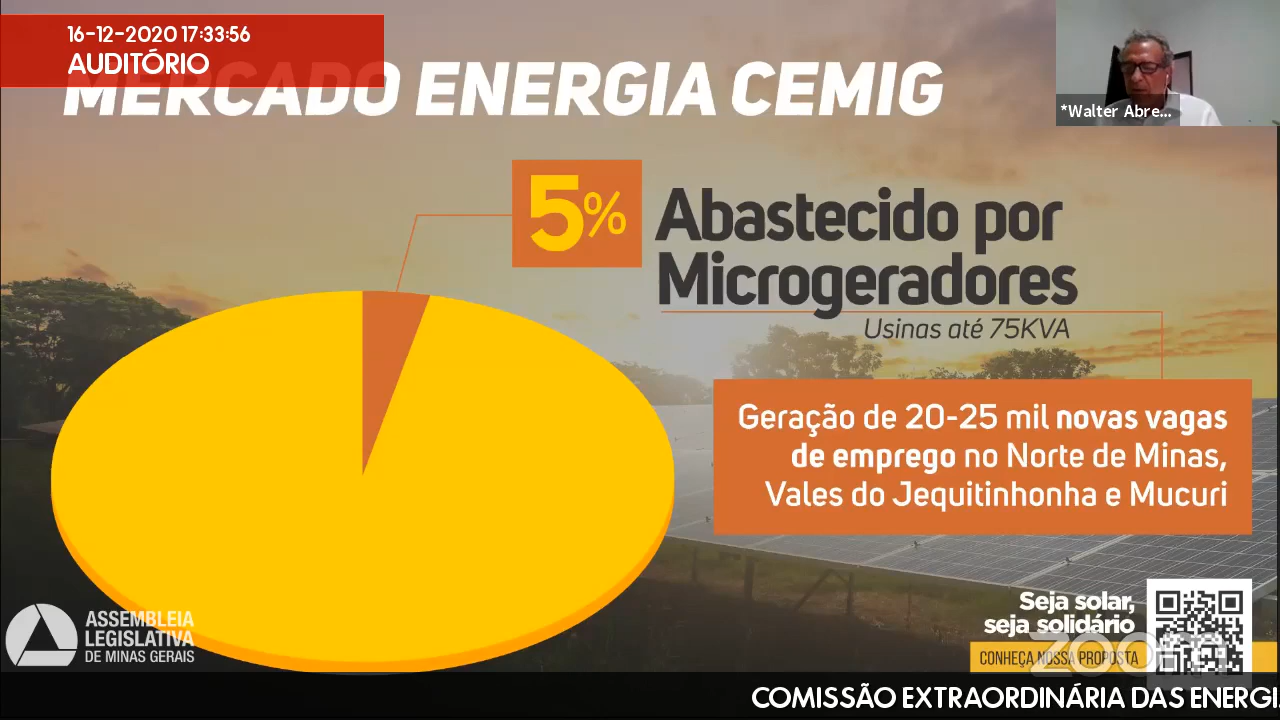 16-12-2020 17:33:56
AUDITÓRIO
MERCADO ENERGIA CEMIG
*Walter Abre...
5%
Abastecido por
Microgeradores
Usinas até 75KVA
Geração de 20-25 mil novas vagas
de emprego no Norte de Minas,
Vales do Jequitinhonha e Mucuri
Seja solar,
seja solidário
CONHEÇA NOSSA PROPOSTA
zoom
ASSEMBLEIA
LEGISLATIVA
DE MINAS GERAIS
COMISSÃO EXTRAORDINÁRIA DAS ENERGI